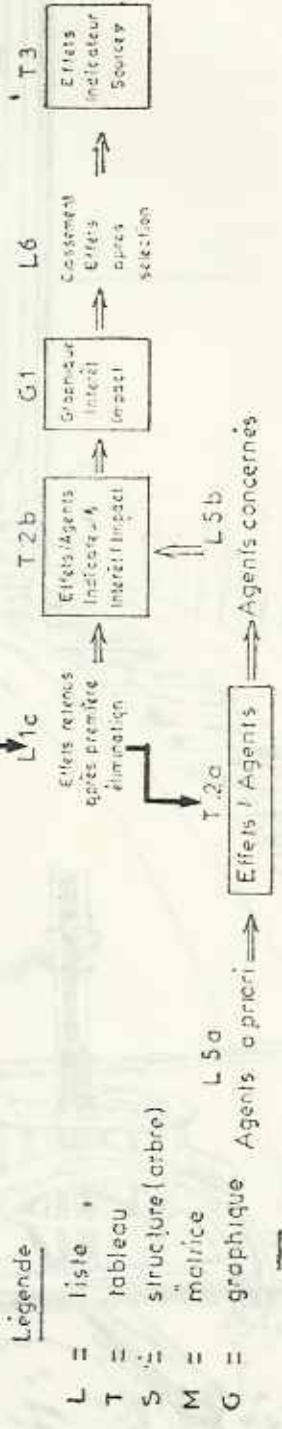 Légende
L = liste
T = tableau
S = structure (arbre)
M = matrice
G = graphique
L1c
Effets retenus
après première
élimination
T2b
Effets/Agents
Indicateurs
Intérêt/Impact
G1
Graphique
Intérêt
Impact
L6
Classement
Effets
après
sélection
T3
Effets
Indicateur
Sources
L5a
Agents a priori
T.2a
Effets / Agents
L5b
Agents concernés